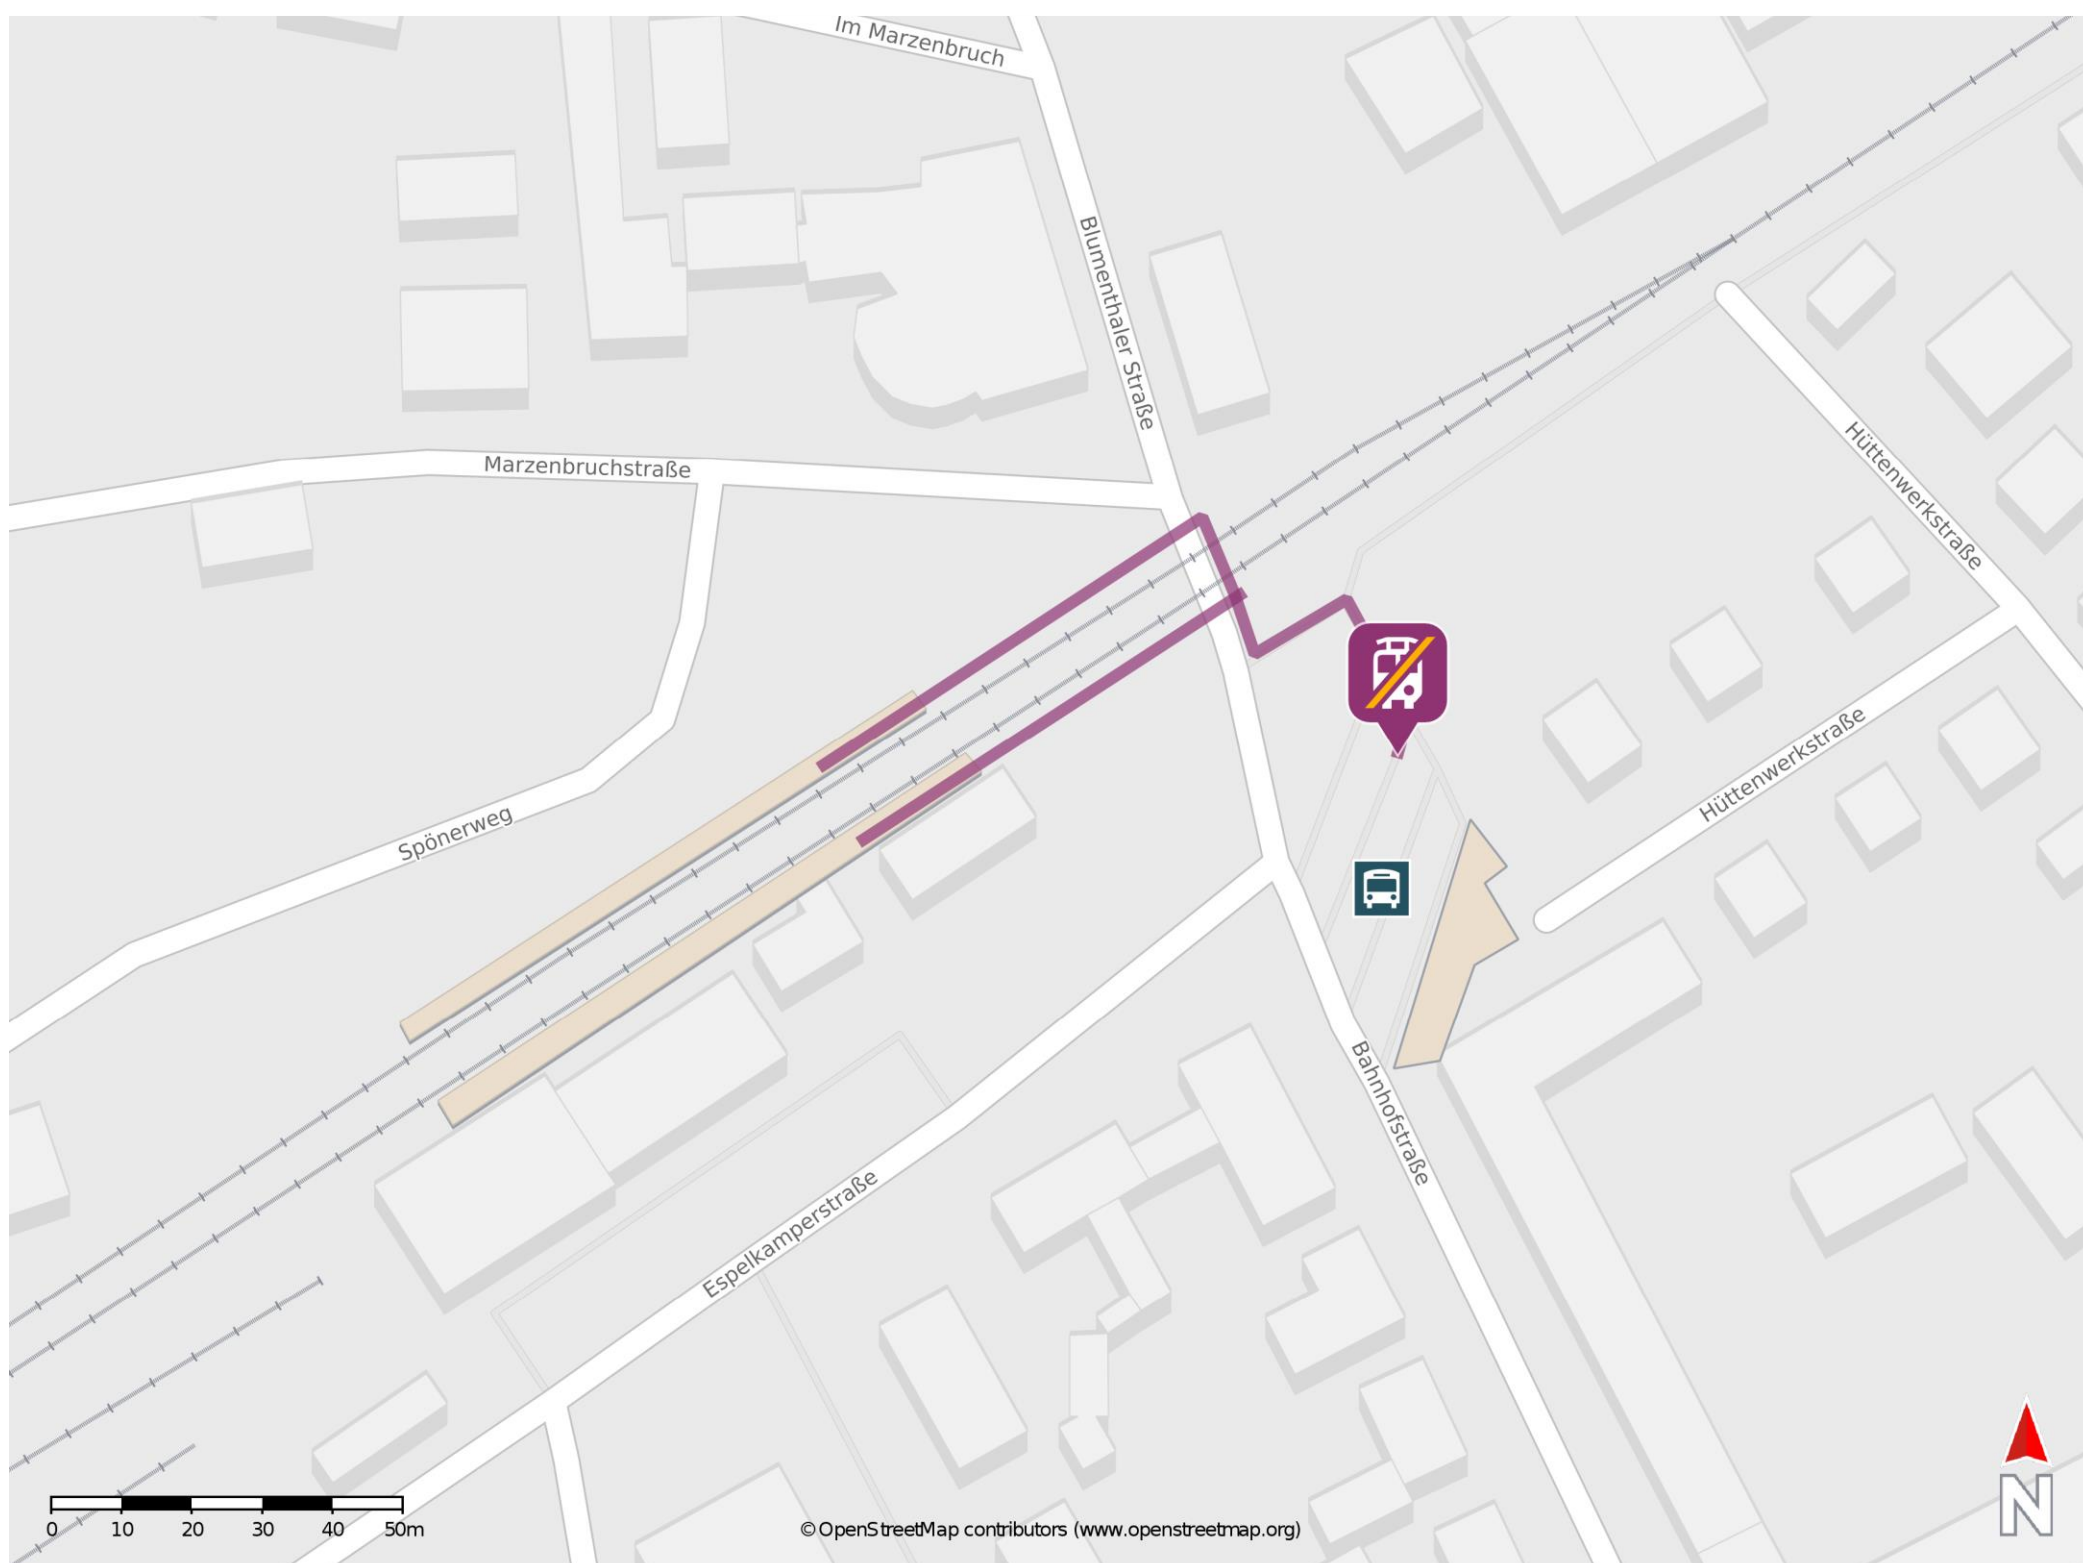 Im Marzenbruch
Blumenthaler Straße
Marzenbruchstraße
Hüttenwerkstraße
Spönerweg
Hüttenwerkstraße
Bahnhofstraße
Espelkamperstraße
N
0 10 20 30 40 50m
© OpenStreetMap contributors (www.openstreetmap.org)